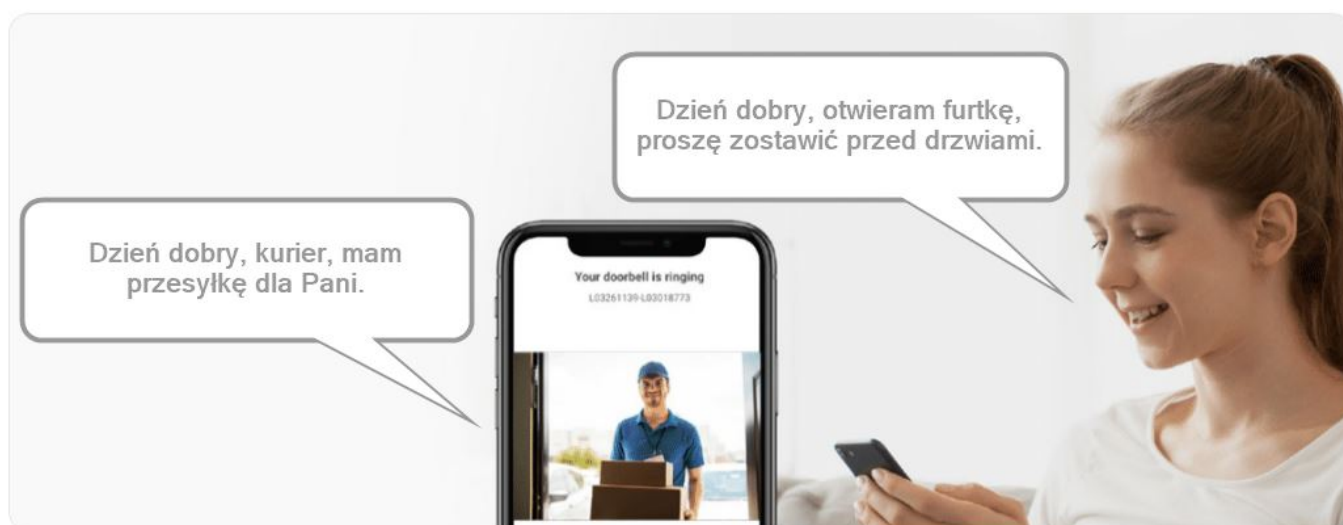 Dzień dobry, otwieram furtkę,
proszę zostawić przed drzwiami.
Dzień dobry, kurier, mam
przesyłkę dla Pani.
Your doorbell is ringing
L03261139-L03018773